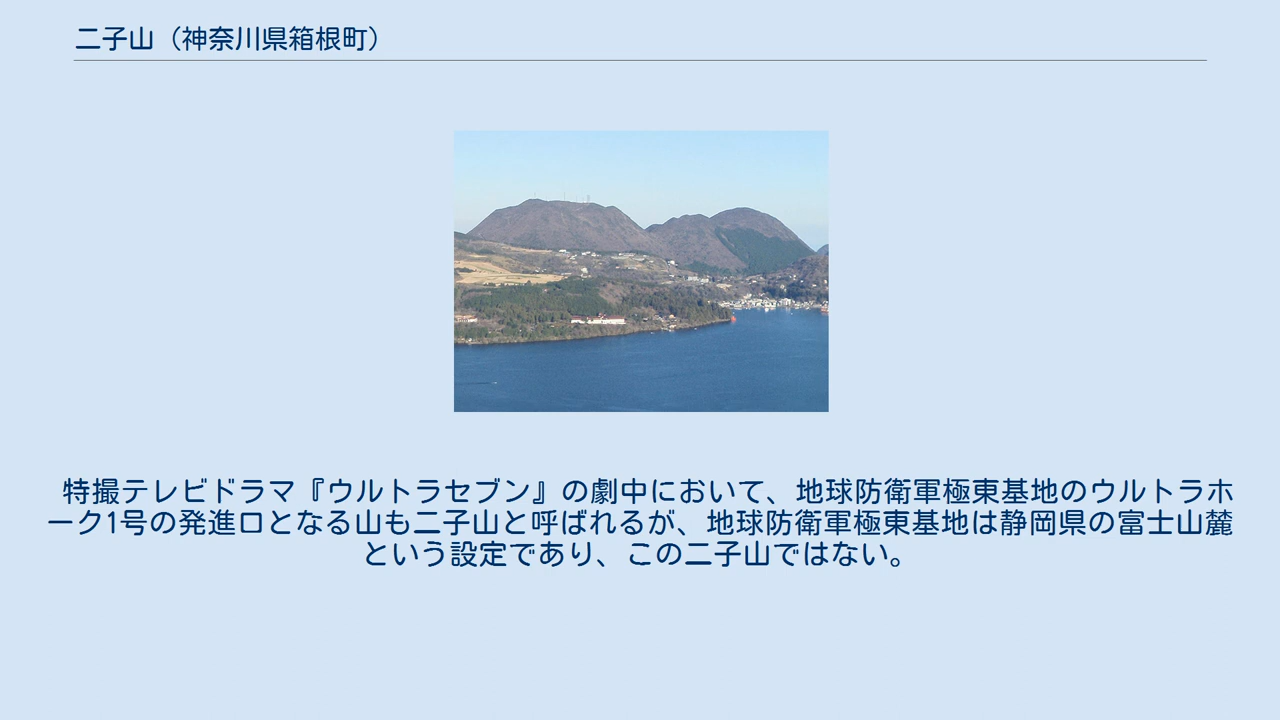 二子山（神奈川県箱根町）
特撮テレビドラマ『ウルトラセブン』の劇中において、地球防衛軍極東基地のウルトラホ
ーク1号の発進口となる山も二子山と呼ばれるが、地球防衛軍極東基地は静岡県の富士山麓
という設定であり、この二子山ではない。